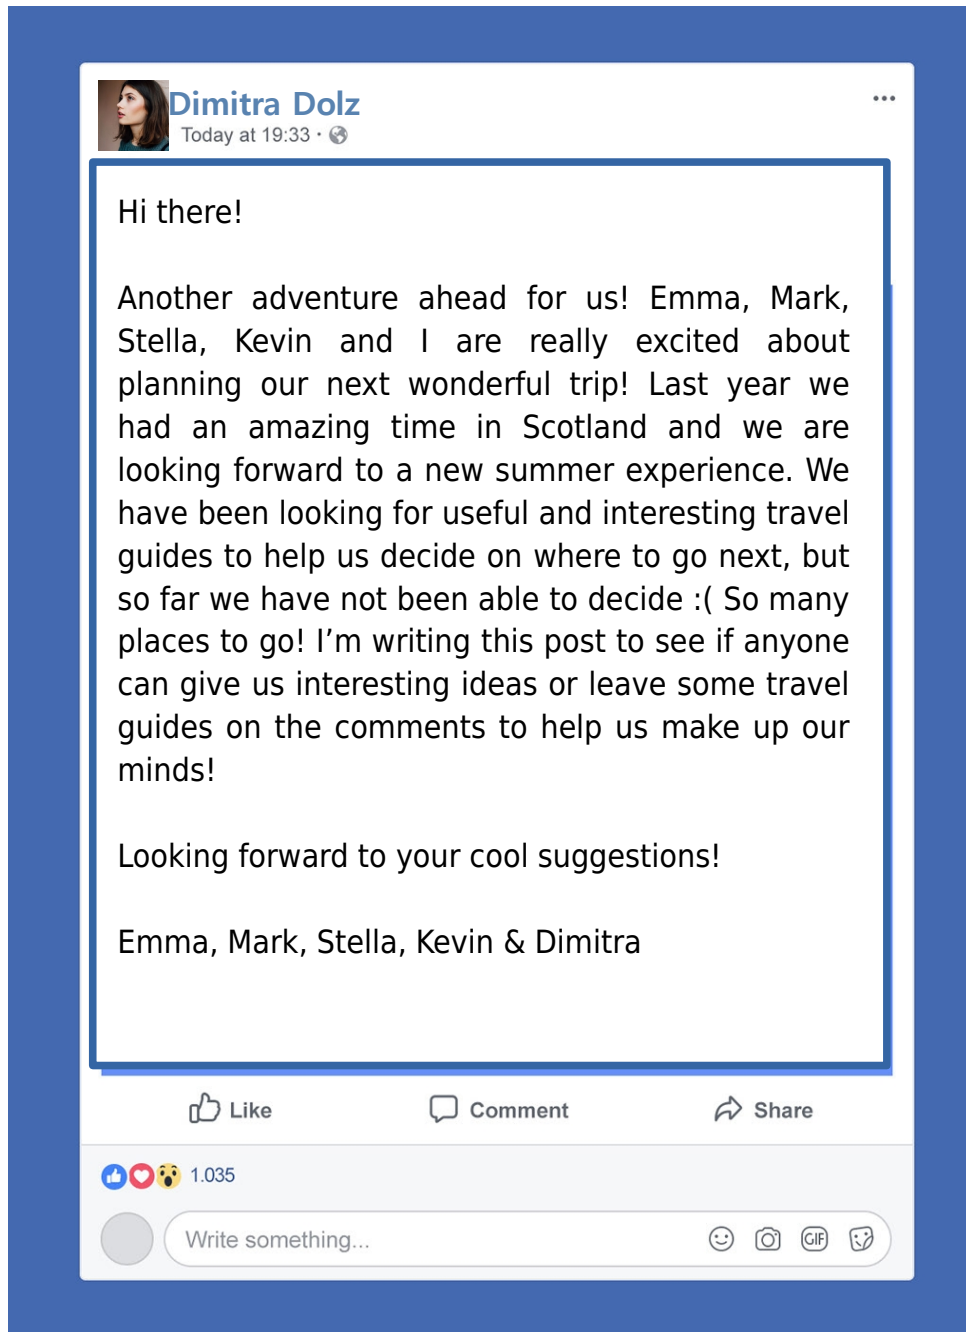 Dimitra Dolz
...
Today at 19:33 ·
Hi there!
Another adventure ahead for us! Emma, Mark,
Stella, Kevin and I are really excited about
planning our next wonderful trip! Last year we
had an amazing time in Scotland and we are
looking forward to a new summer experience. We
have been looking for useful and interesting travel
guides to help us decide on where to go next, but
so far we have not been able to decide :( So many
places to go! I’m writing this post to see if anyone
can give us interesting ideas or leave some travel
guides on the comments to help us make up our
minds!
Looking forward to your cool suggestions!
Emma, Mark, Stella, Kevin & Dimitra
Like Comment Share
1.035
Write something... GIF